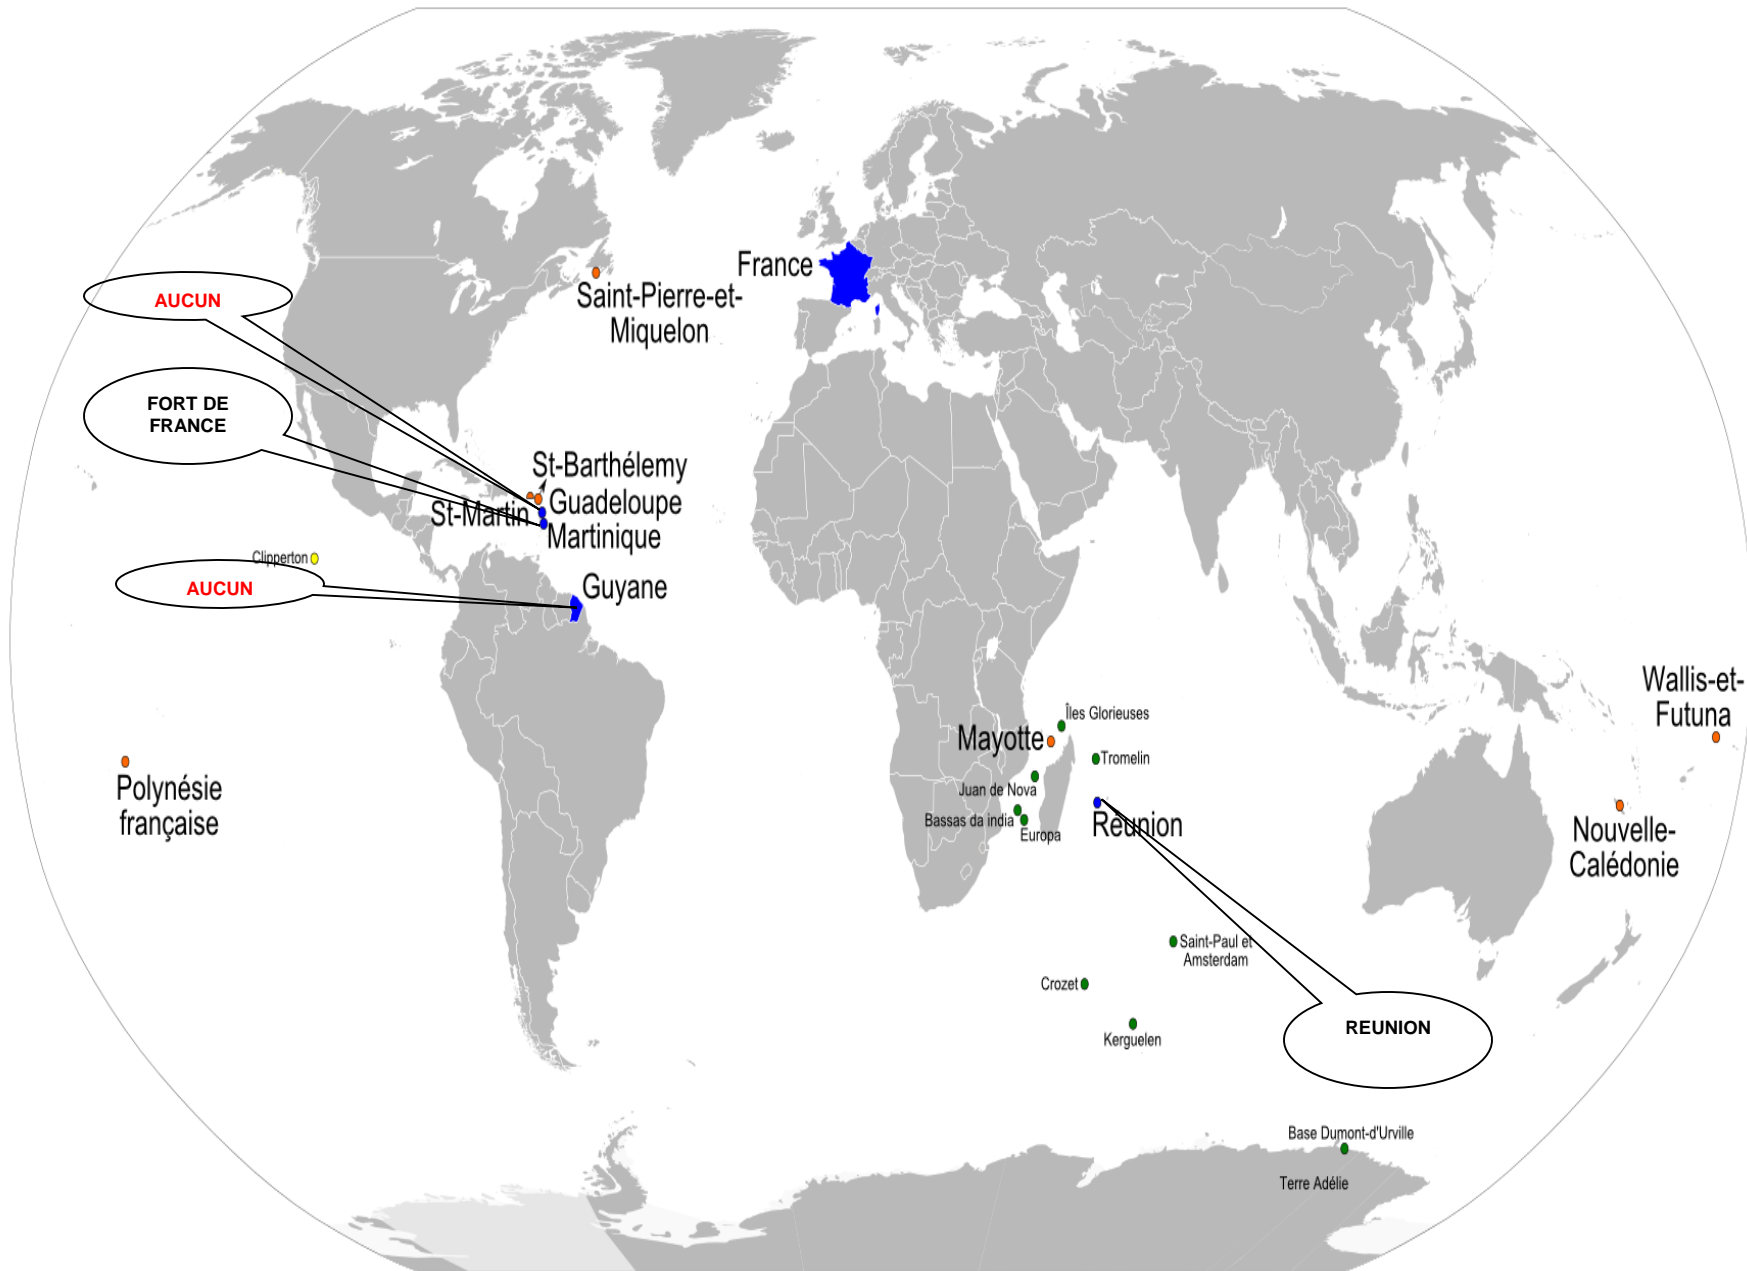 France
Saint-Pierre-et-
Miquelon
AUCUN
FORT DE
FRANCE
St-Barthélemy
Guadeloupe
St-Martin
Martinique
Clipperton
AUCUN
Guyane
Wallis-et-
Futuna
Îles Glorieuses
Mayotte
Tromelin
Polynésie
française
Juan de Nova
Bassas da india
Europa
Réunion
Nouvelle-
Calédonie
Saint-Paul et
Amsterdam
Crozet
Kerguelen
REUNION
Base Dumont-d'Urville
Terre Adélie